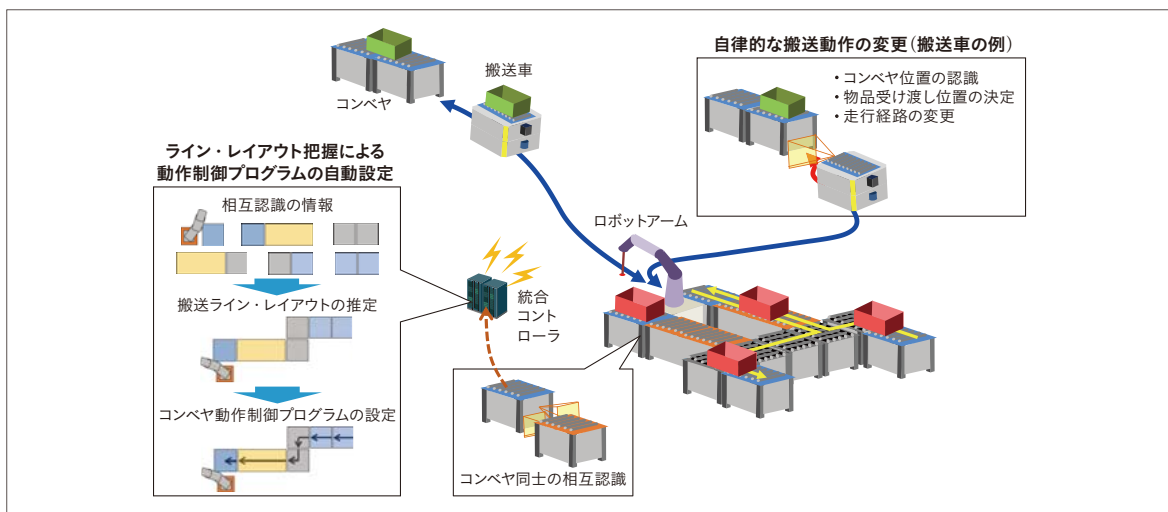 自律的な搬送動作の変更(搬送車の例)
・コンベヤ位置の認識
・物品受け渡し位置の決定
・走行経路の変更
搬送車
コンベヤ
ライン・レイアウト把握による
動作制御プログラムの自動設定
相互認識の情報
搬送ライン・レイアウトの推定
コンベヤ動作制御プログラムの設定
ロボットアーム
統合
コント
ローラ
コンベヤ同士の相互認識